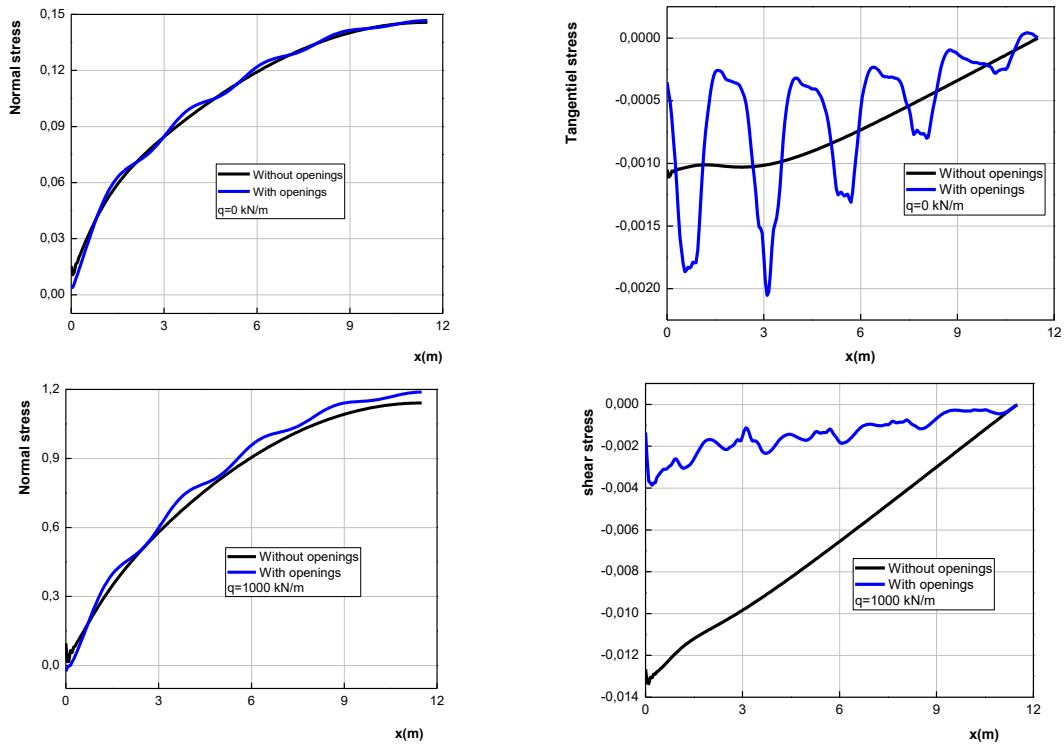 Normal stress
0,15
0,12
0,09
0,06
0,03
0,00
0 3 6 9 12
x(m)
Without openings
With openings
q=0 kN/m
Tangentiel stress
0,0000
-0,0005
-0,0010
-0,0015
-0,0020
0 3 6 9 12
x(m)
Without openings
With openings
q=0 kN/m
Normal stress
1,2
0,9
0,6
0,3
0,0
0 3 6 9 12
x(m)
Without openings
With openings
q=1000 kN/m
shear stress
0,000
-0,002
-0,004
-0,006
-0,008
-0,010
-0,012
-0,014
0 3 6 9 12
x(m)
Without openings
With openings
q=1000 kN/m